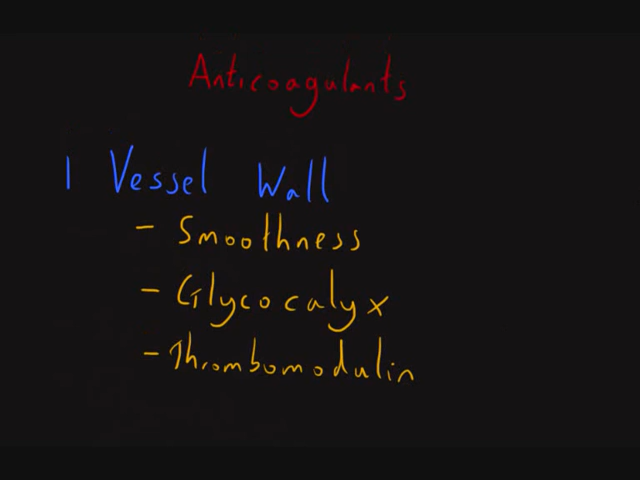 Anticoagulants
1 Vessel Wall
- Smoothness
- Glycocalyx
- Thrombomodulin